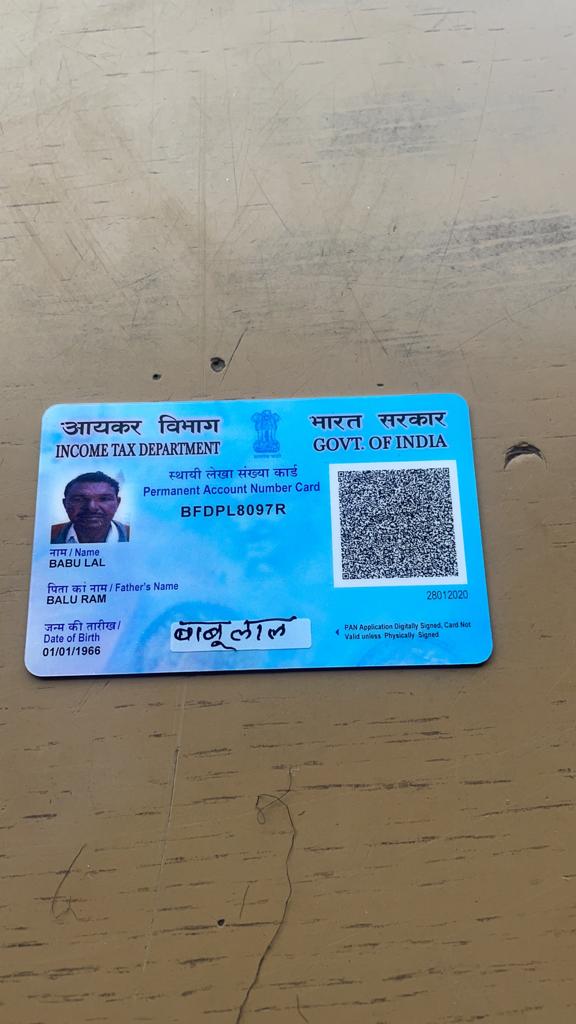 आयकर विभाग
INCOME TAX DEPARTMENT
भारत सरकार
GOVT. OF INDIA
स्थायी लेखा संख्या कार्ड
Permanent Account Number Card
BFDPL8097R
नाम / Name
BABU LAL
पिता का नाम / Father's Name
BALU RAM
जन्म की तारीख /
Date of Birth
01/01/1966
बाबू लाल
28012020
PAN Application Digitally Signed, Card Not
Valid unless Physically Signed